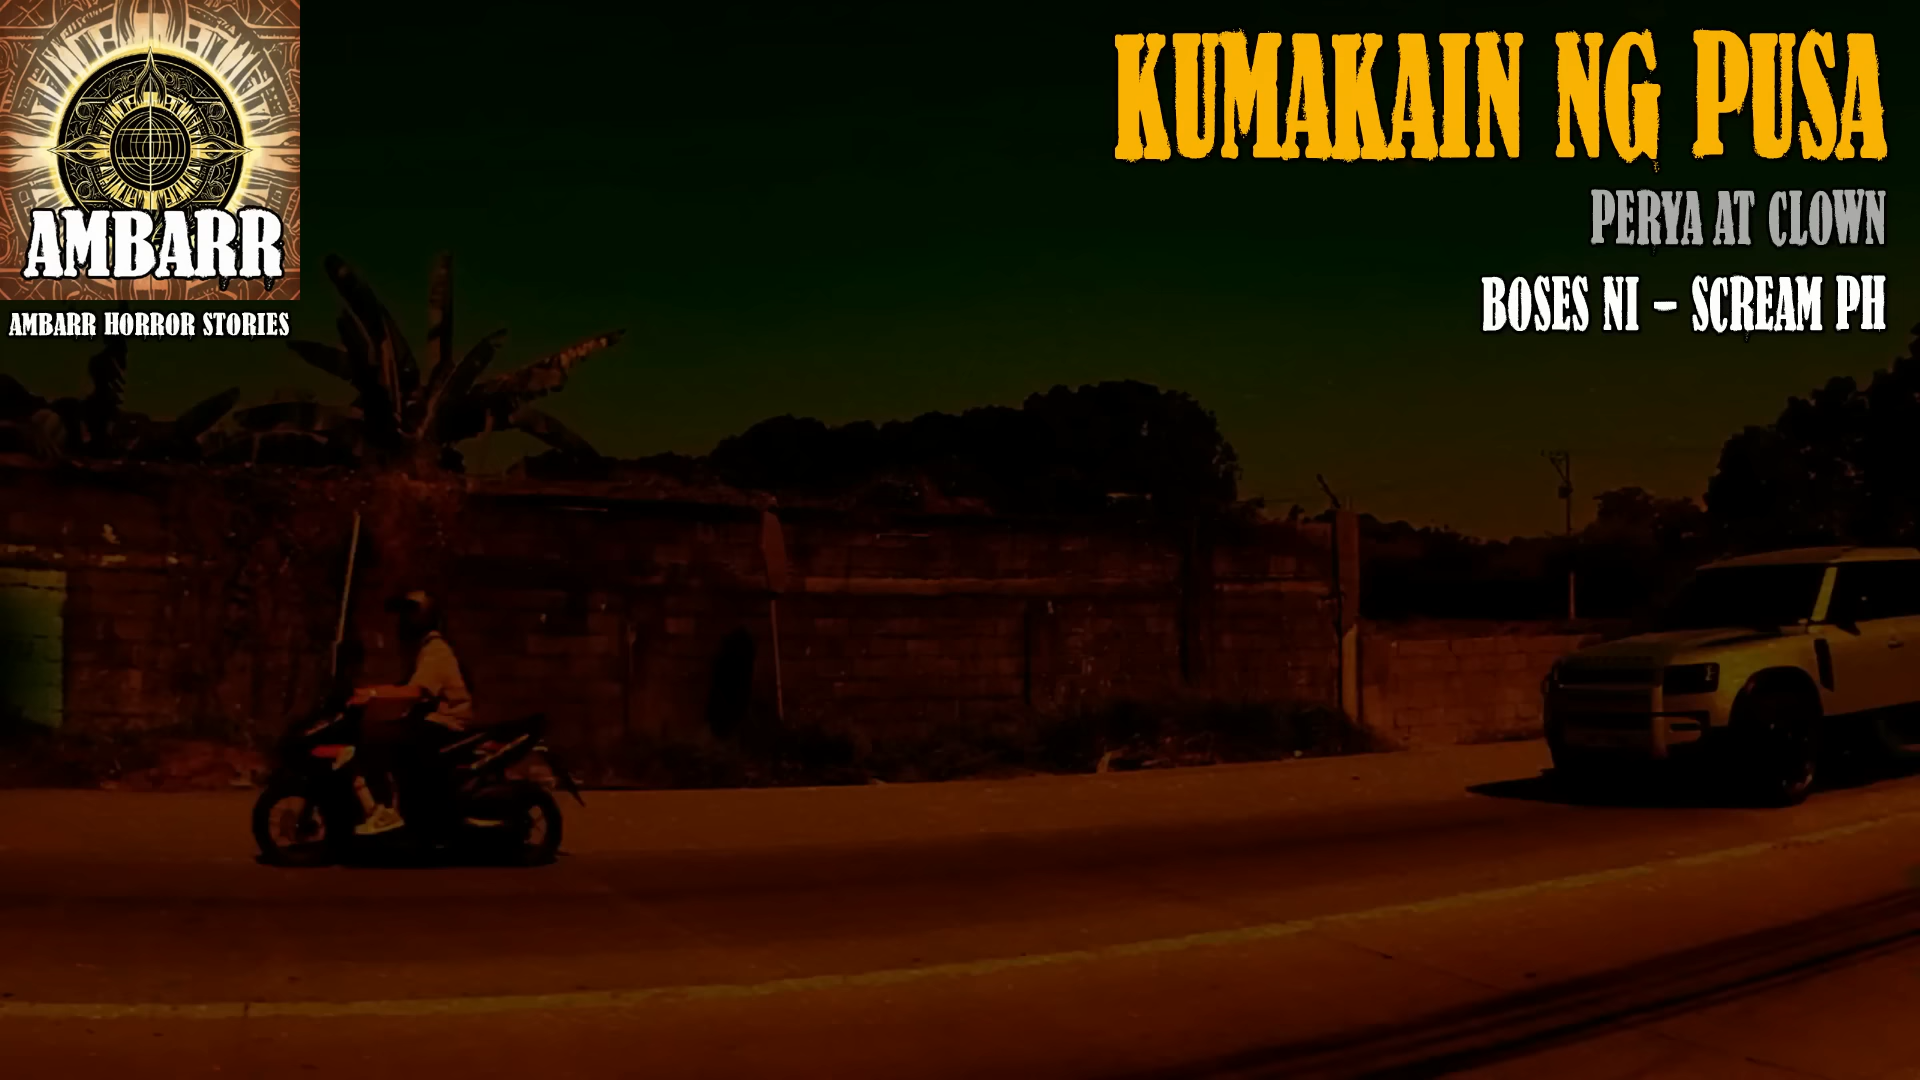 AMBARR
AMBARR HORROR STORIES
KUMAKAIN NG PUSA
PERYA AT CLOWN
BOSES NI – SCREAM PH